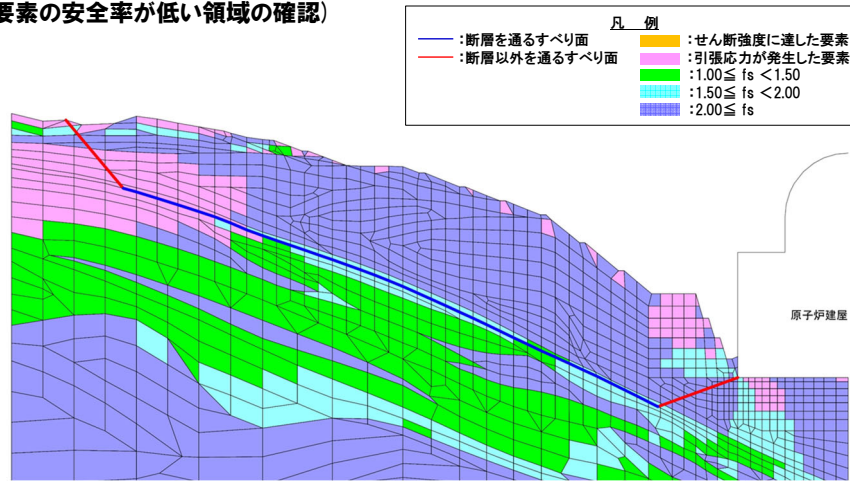 要素の安全率が低い領域の確認)
凡 例
:断層を通るすべり面
:断層以外を通るすべり面
:せん断強度に達した要素
:引張応力が発生した要素
:1.00≦ fs <1.50
:1.50≦ fs <2.00
:2.00≦ fs
原子炉建屋